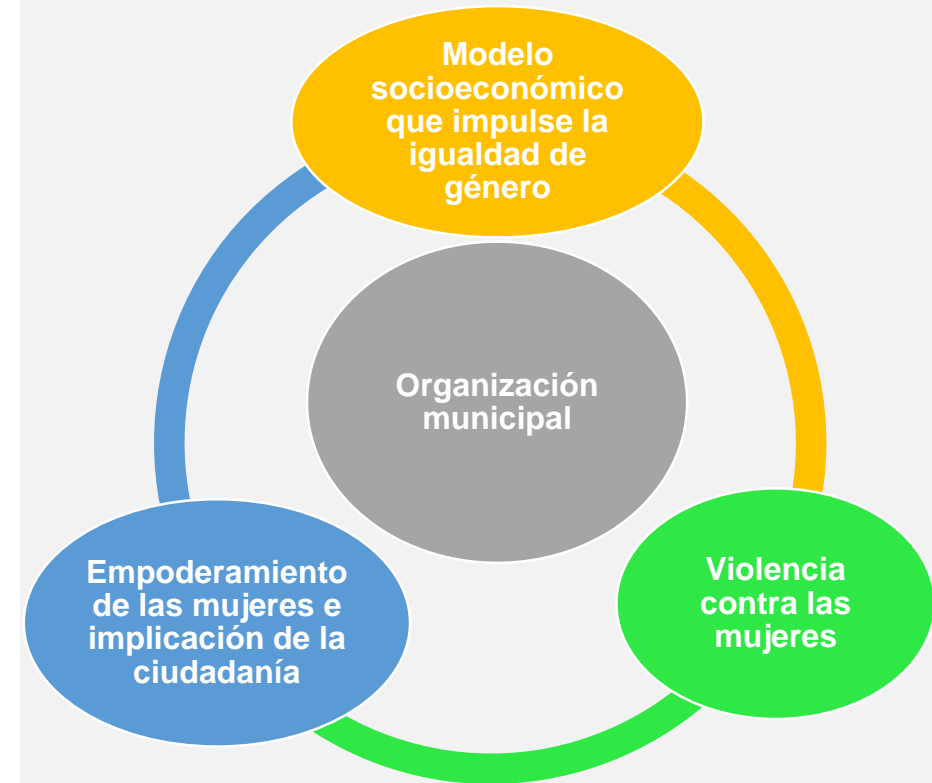 Modelo
socioeconómico
que impulse la
igualdad de
género
Organización
municipal
Empoderamiento
de las mujeres e
implicación de la
ciudadanía
Violencia
contra las
mujeres